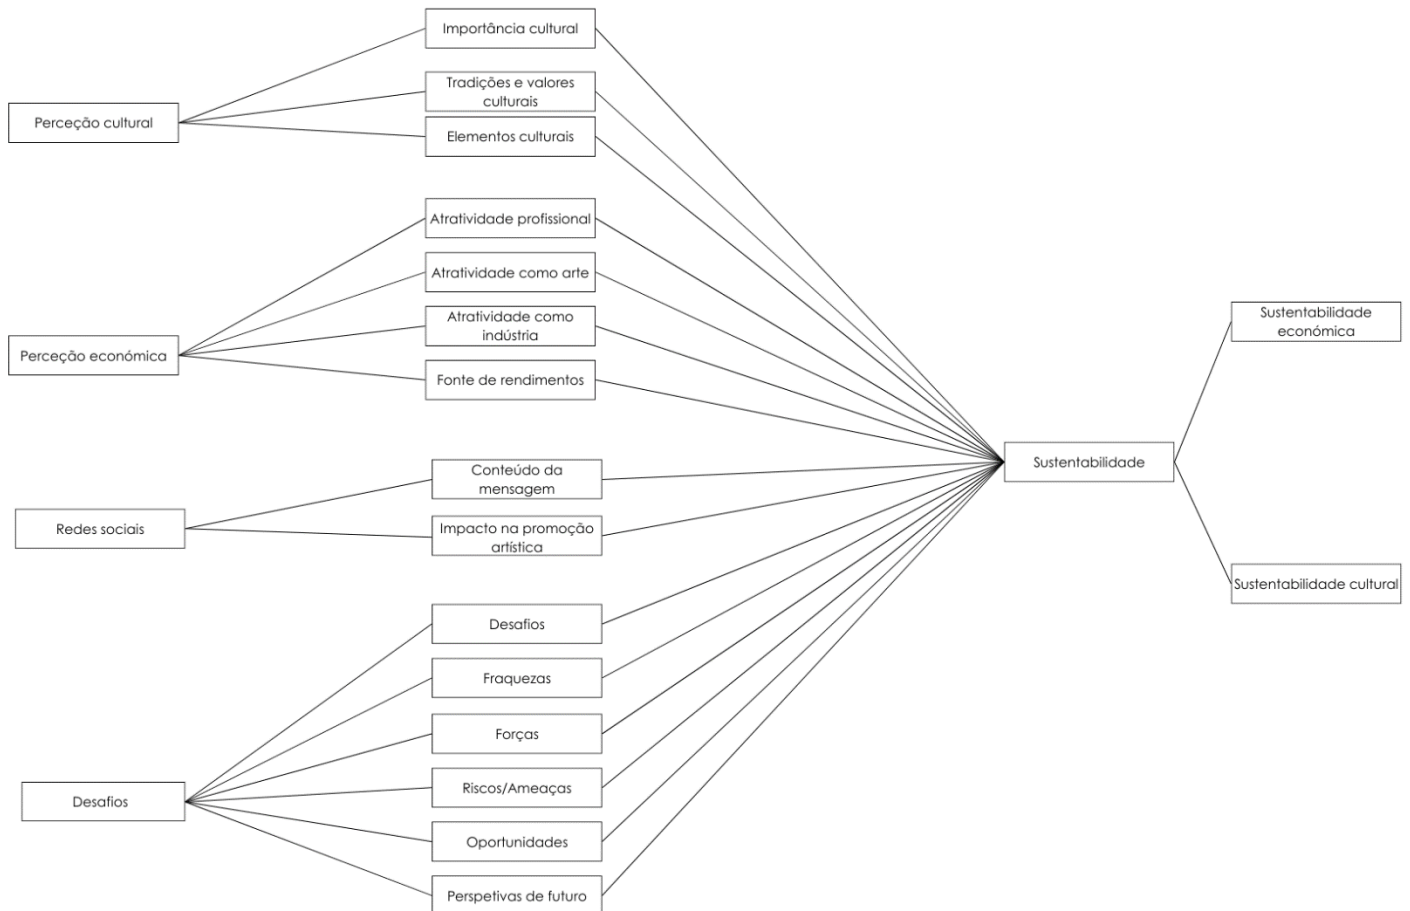 Importância cultural
Tradições e valores
culturais
Perceção cultural
Elementos culturais
Atratividade profissional
Atratividade como arte
Atratividade como
indústria
Perceção económica
Fonte de rendimentos
Conteúdo da
mensagem
Redes sociais
Impacto na promoção
artística
Desafios
Fraquezas
Forças
Riscos/Ameaças
Desafios
Oportunidades
Perspetivas de futuro
Sustentabilidade
Sustentabilidade
económica
Sustentabilidade cultural